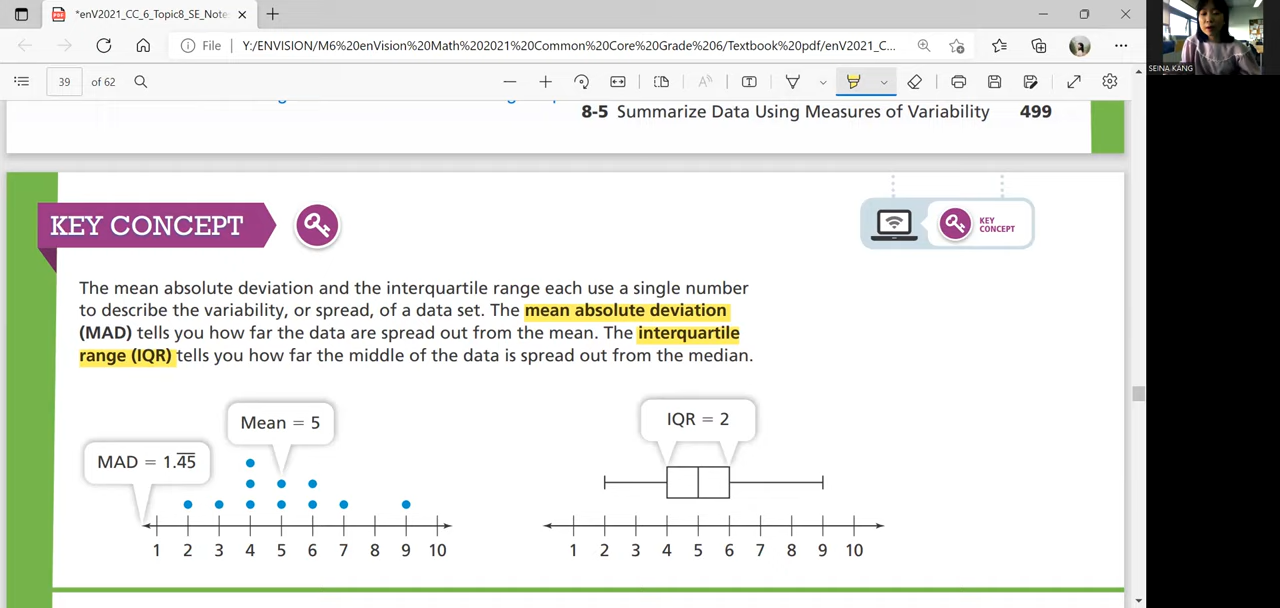 *enV2021_CC_6_Topic8_SE_Note
File
Y:/ENVISION/M6%20enVision%20Math%202021%20Common%20Core%20Grade%206/Textbook%20pdf/enV2021_C...
39 of 62
SEINA KANG
8-5 Summarize Data Using Measures of Variability 499
KEY CONCEPT
KEY
CONCEPT
The mean absolute deviation and the interquartile range each use a single number
to describe the variability, or spread, of a data set. The mean absolute deviation
(MAD) tells you how far the data are spread out from the mean. The interquartile
range (IQR) tells you how far the middle of the data is spread out from the median.
Mean = 5
MAD = 1.4̅5̅
1 2 3 4 5 6 7 8 9 10
IQR = 2
1 2 3 4 5 6 7 8 9 10